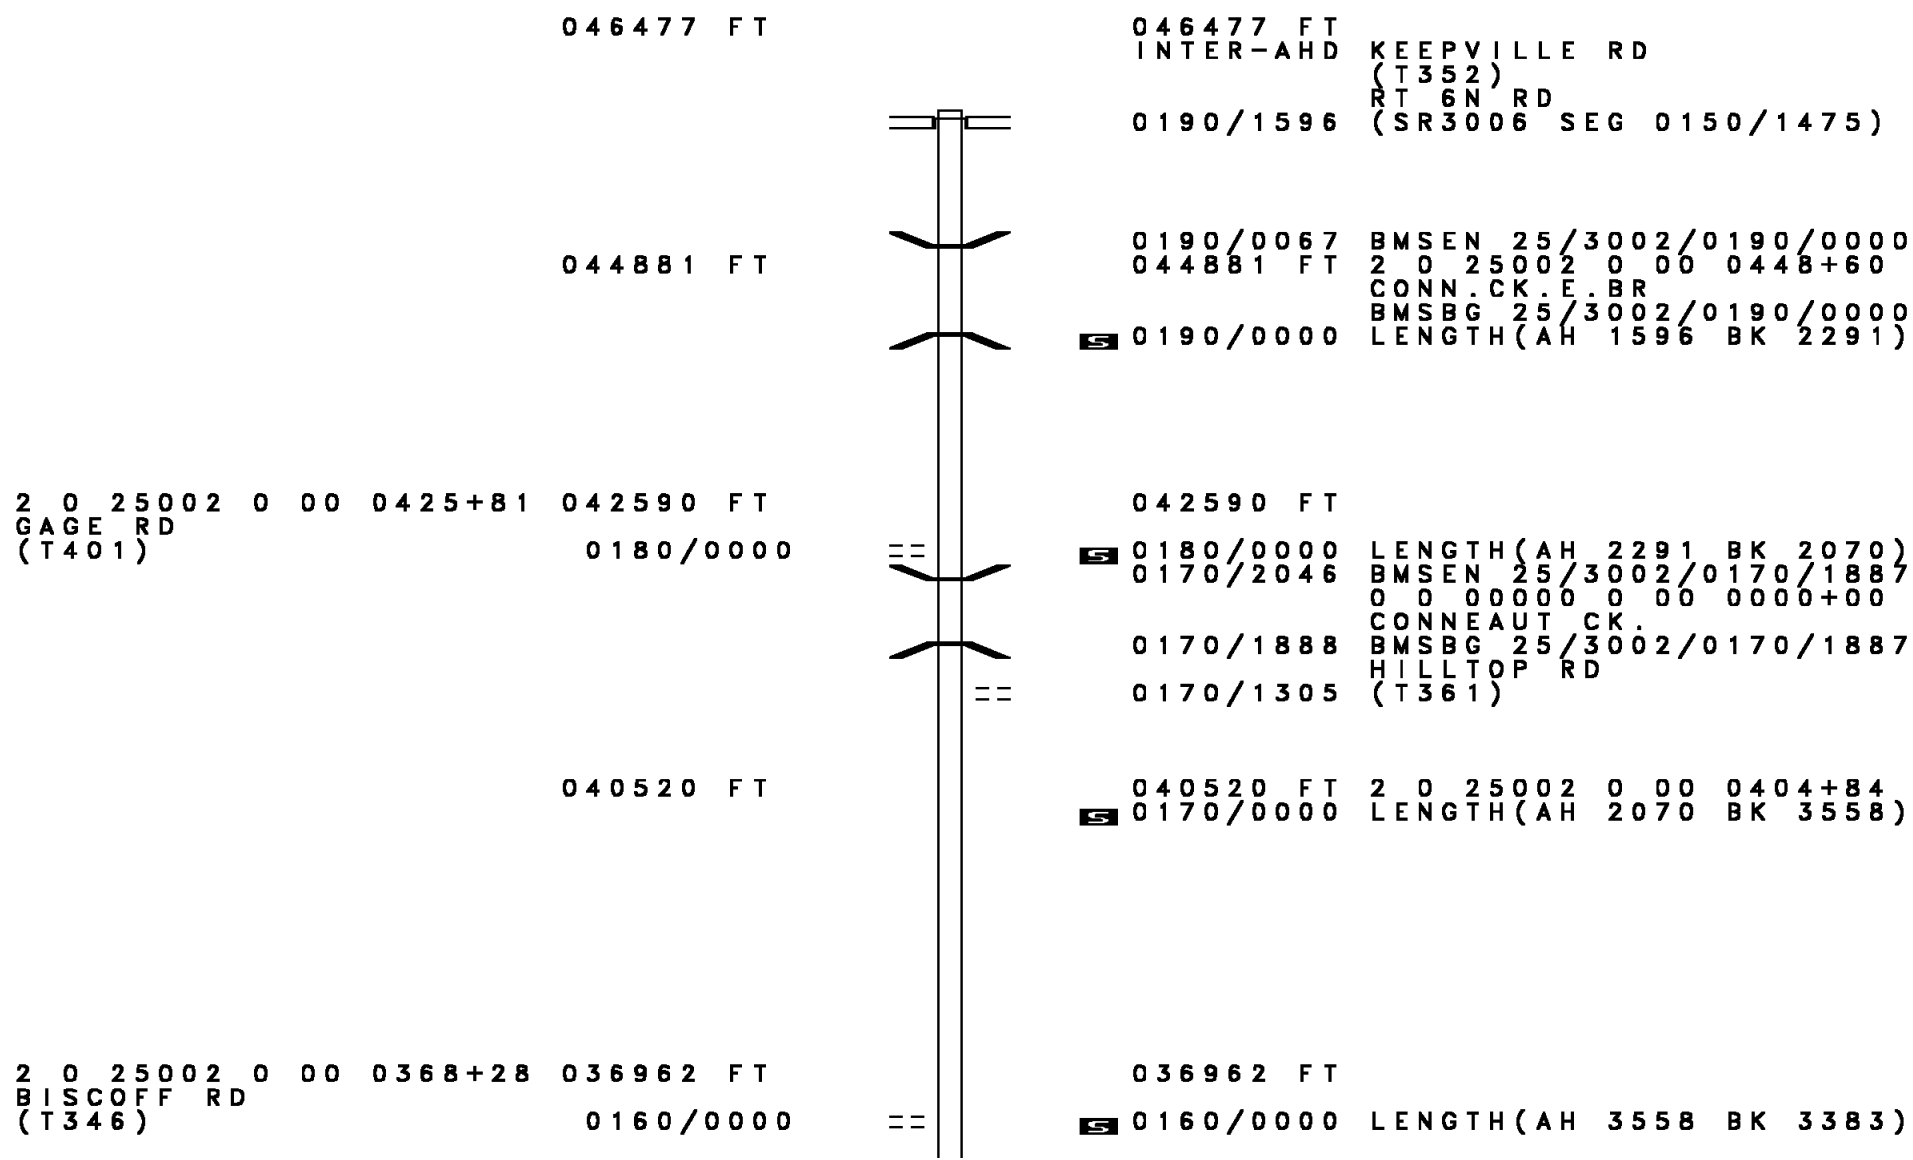 046477 FT 046477 FT
INTER-AHD KEEPVILLE RD
(T352)
RT 6N RD
0190/1596 (SR3006 SEG 0150/1475)
0190/0067 BMSEN 25/3002/0190/0000
044881 FT 044881 FT 2 0 25002 0 00 0448+60
CONN.CK.E.BR
BMSBG 25/3002/0190/0000
S 0190/0000 LENGTH(AH 1596 BK 2291)
2 0 25002 0 00 0425+81 042590 FT 042590 FT
GAGE RD
(T401) 0180/0000 S 0180/0000 LENGTH(AH 2291 BK 2070)
0170/2046 BMSEN 25/3002/0170/1887
0 0 00000 0 00 0000+00
CONNEAUT CK.
0170/1888 BMSBG 25/3002/0170/1887
HILLTOP RD
0170/1305 (T361)
040520 FT 040520 FT 2 0 25002 0 00 0404+84
S 0170/0000 LENGTH(AH 2070 BK 3558)
2 0 25002 0 00 0368+28 036962 FT 036962 FT
BISCOFF RD
(T346) 0160/0000 S 0160/0000 LENGTH(AH 3558 BK 3383)